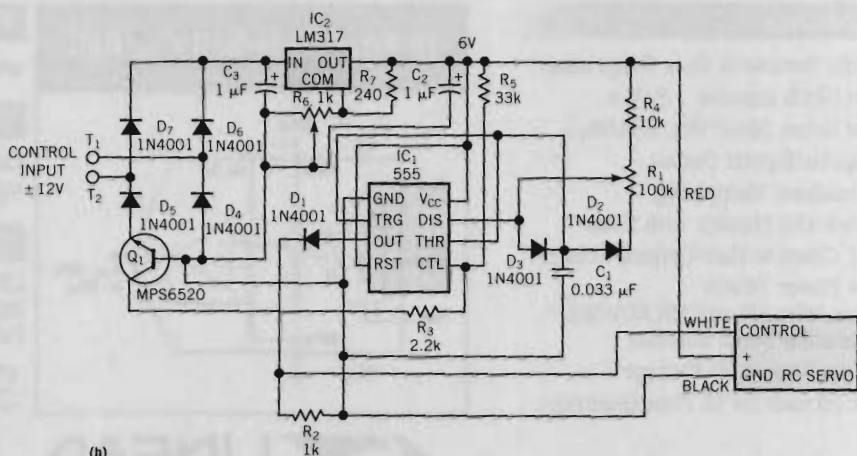 IC2
LM317
6V
IN OUT
COM
C3
1 µF
R6 1k
R7
240
C2
1 µF
R5
33k
R4
10k
R1
100k
RED
D7
1N4001
D6
1N4001
T1
CONTROL
INPUT
± 12V
T2
D5
1N4001
D4
1N4001
Q1
MPS6520
D1
1N4001
IC1
555
GND VCC
TRG DIS
OUT THR
RST CTL
D2
1N4001
D3
1N4001
C1
0.033 µF
R3
2.2k
WHITE
CONTROL
+
GND RC SERVO
BLACK
R2
1k
(b)